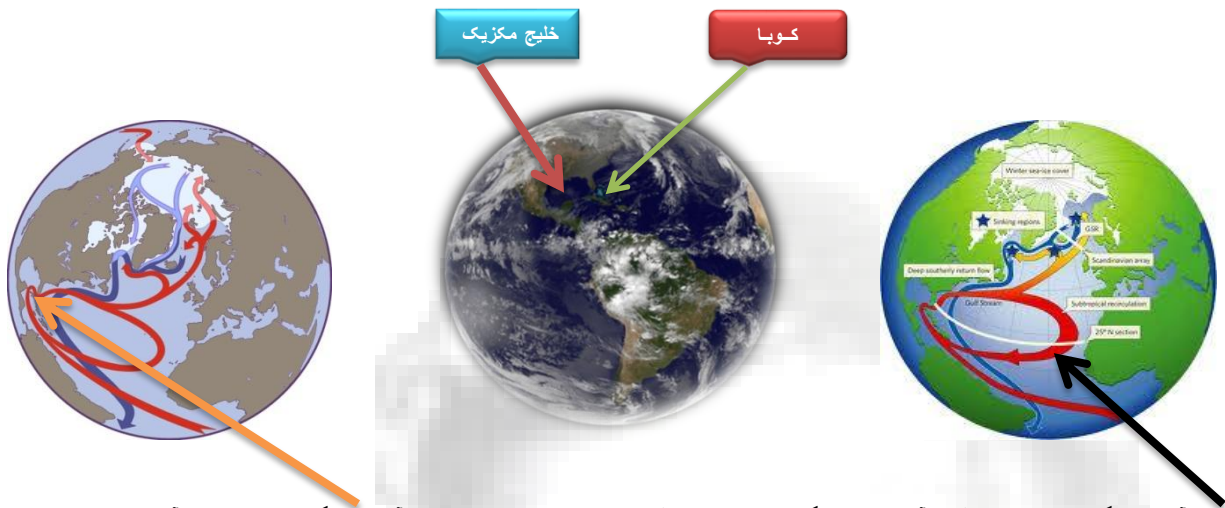 خلیج مکزیک
کـوبـا
Winter sea-ice cover
Sinking regions
GSR
Scandinavian array
Deep southerly return flow
Gulf Stream
Subtropical recirculation
25° N section